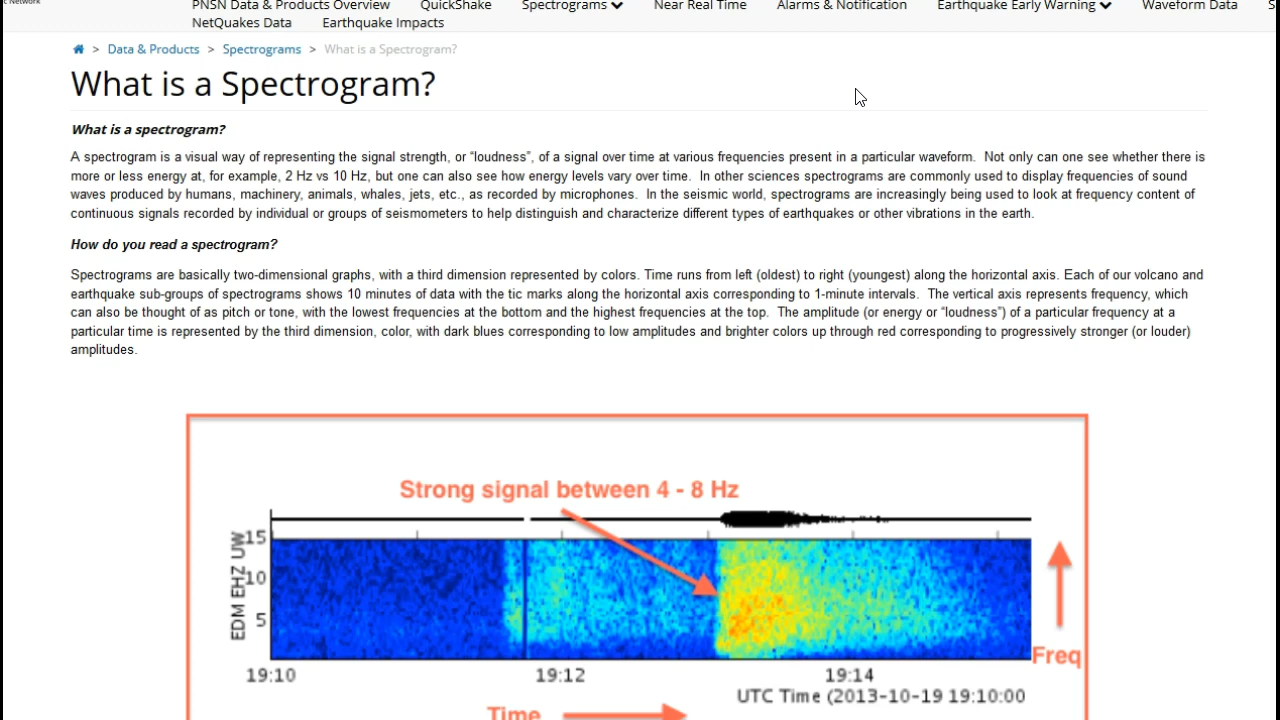 c Network
PNSN Data & Products Overview QuickShake Spectrograms Near Real Time Alarms & Notification Earthquake Early Warning Waveform Data S
NetQuakes Data Earthquake Impacts
> Data & Products > Spectrograms > What is a Spectrogram?
What is a Spectrogram?
What is a spectrogram?
A spectrogram is a visual way of representing the signal strength, or “loudness”, of a signal over time at various frequencies present in a particular waveform. Not only can one see whether there is
more or less energy at, for example, 2 Hz vs 10 Hz, but one can also see how energy levels vary over time. In other sciences spectrograms are commonly used to display frequencies of sound
waves produced by humans, machinery, animals, whales, jets, etc., as recorded by microphones. In the seismic world, spectrograms are increasingly being used to look at frequency content of
continuous signals recorded by individual or groups of seismometers to help distinguish and characterize different types of earthquakes or other vibrations in the earth.
How do you read a spectrogram?
Spectrograms are basically two-dimensional graphs, with a third dimension represented by colors. Time runs from left (oldest) to right (youngest) along the horizontal axis. Each of our volcano and
earthquake sub-groups of spectrograms shows 10 minutes of data with the tic marks along the horizontal axis corresponding to 1-minute intervals. The vertical axis represents frequency, which
can also be thought of as pitch or tone, with the lowest frequencies at the bottom and the highest frequencies at the top. The amplitude (or energy or “loudness”) of a particular frequency at a
particular time is represented by the third dimension, color, with dark blues corresponding to low amplitudes and brighter colors up through red corresponding to progressively stronger (or louder)
amplitudes.
Strong signal between 4 - 8 Hz
EDM EHZ UW
15
10
5
Freq
19:10 19:12 19:14
UTC Time (2013-10-19 19:10:00
Time